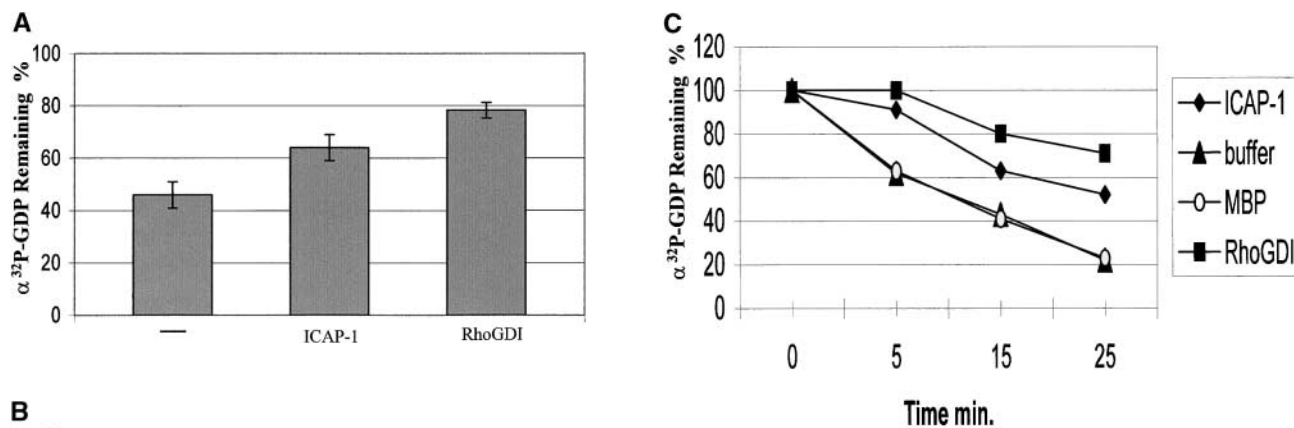 A
100
80
60
40
20
0
α ³²P-GDP Remaining %
—
ICAP-1
RhoGDI
B
C
120
100
80
60
40
20
0
α ³²P-GDP Remaining %
0
5
15
25
Time min.
ICAP-1
buffer
MBP
RhoGDI